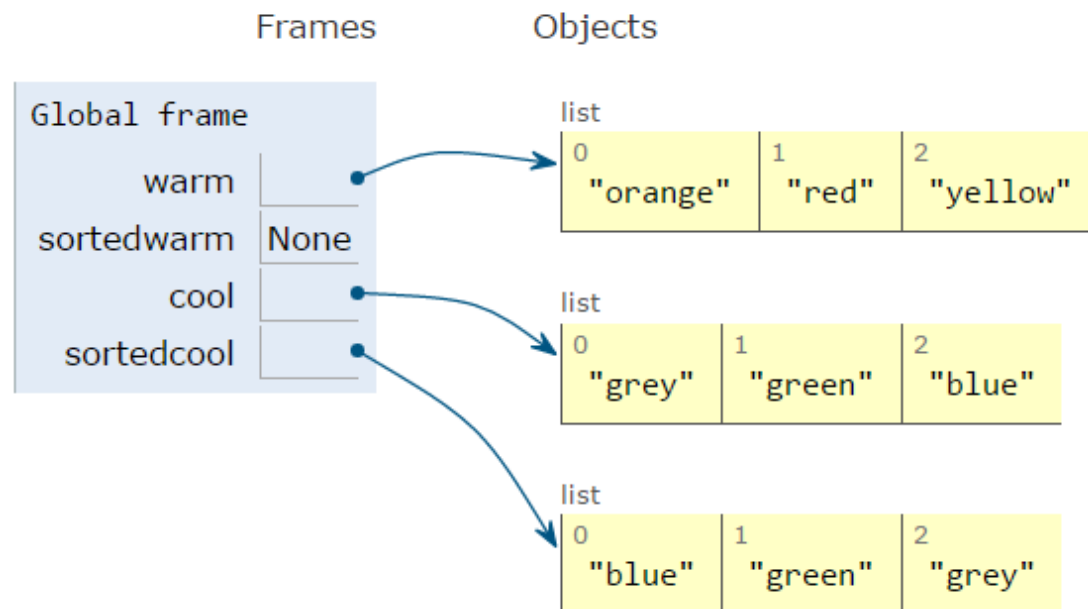 Frames Objects
Global frame
warm
sortedwarm None
cool
sortedcool
list
0 1 2
"orange" "red" "yellow"
list
0 1 2
"grey" "green" "blue"
list
0 1 2
"blue" "green" "grey"